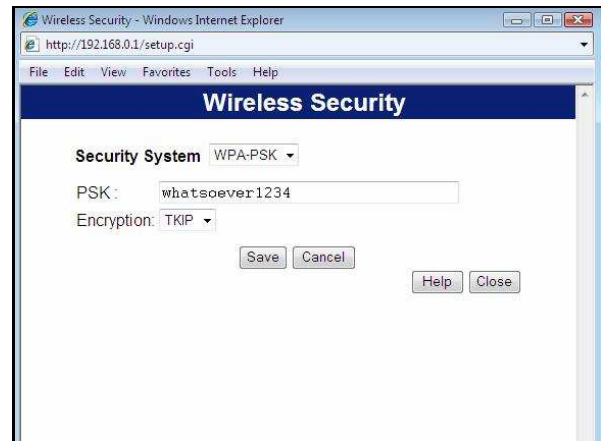 Wireless Security - Windows Internet Explorer
http://192.168.0.1/setup.cgi
File Edit View Favorites Tools Help
Wireless Security
Security System WPA-PSK
PSK : whatsoever1234
Encryption: TKIP
Save Cancel
Help Close